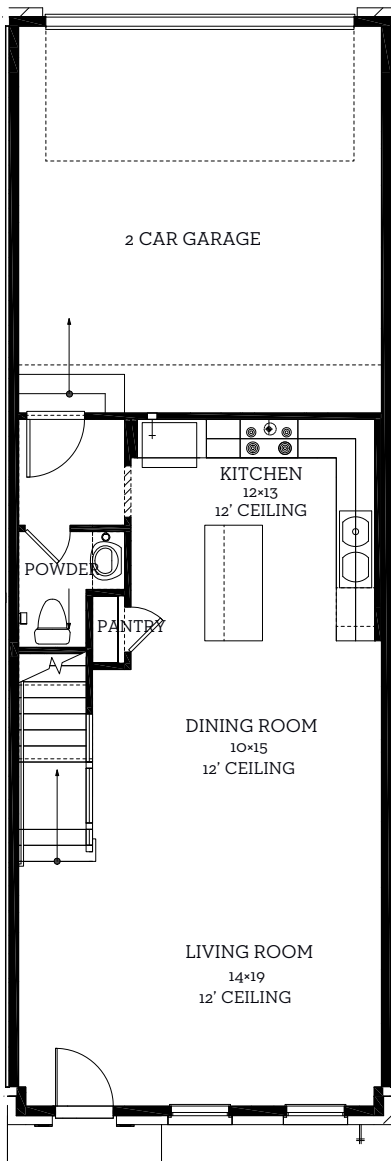 2 CAR GARAGE
KITCHEN
12×13
12' CEILING
POWDER
PANTRY
DINING ROOM
10×15
12' CEILING
LIVING ROOM
14×19
12' CEILING